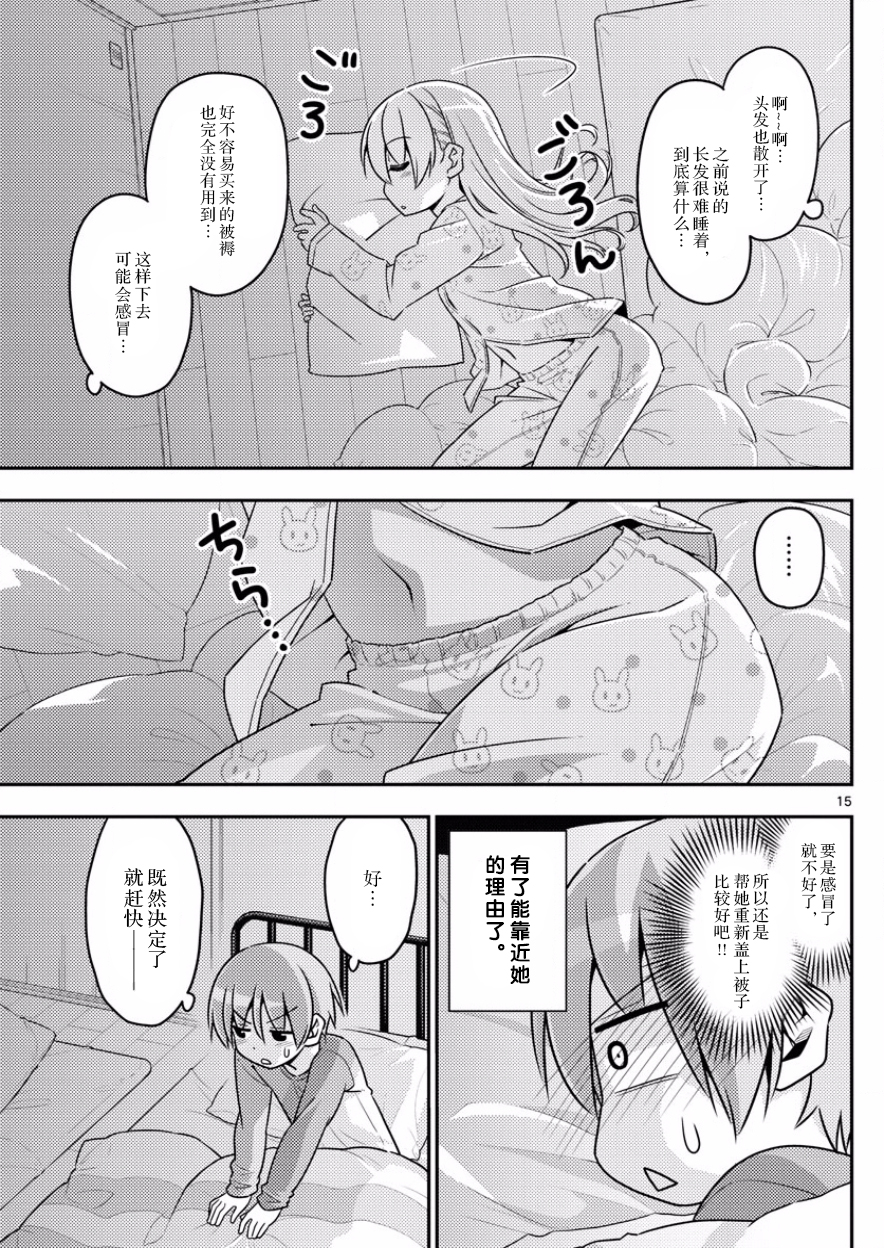 啊~~啊…
头发也散开了…
之前说的
长发很难睡着，
到底算什么…
ごろん
ごろ
好不容易买来的被褥
也完全没有用到…
这样下去
可能会感冒…
……
ちら…
15
要是感冒了
就不好了，
所以还是
帮她重新盖上被子
比较好吧!!
有了能靠近她
的理由了。
好…
既然决定了
就赶快——